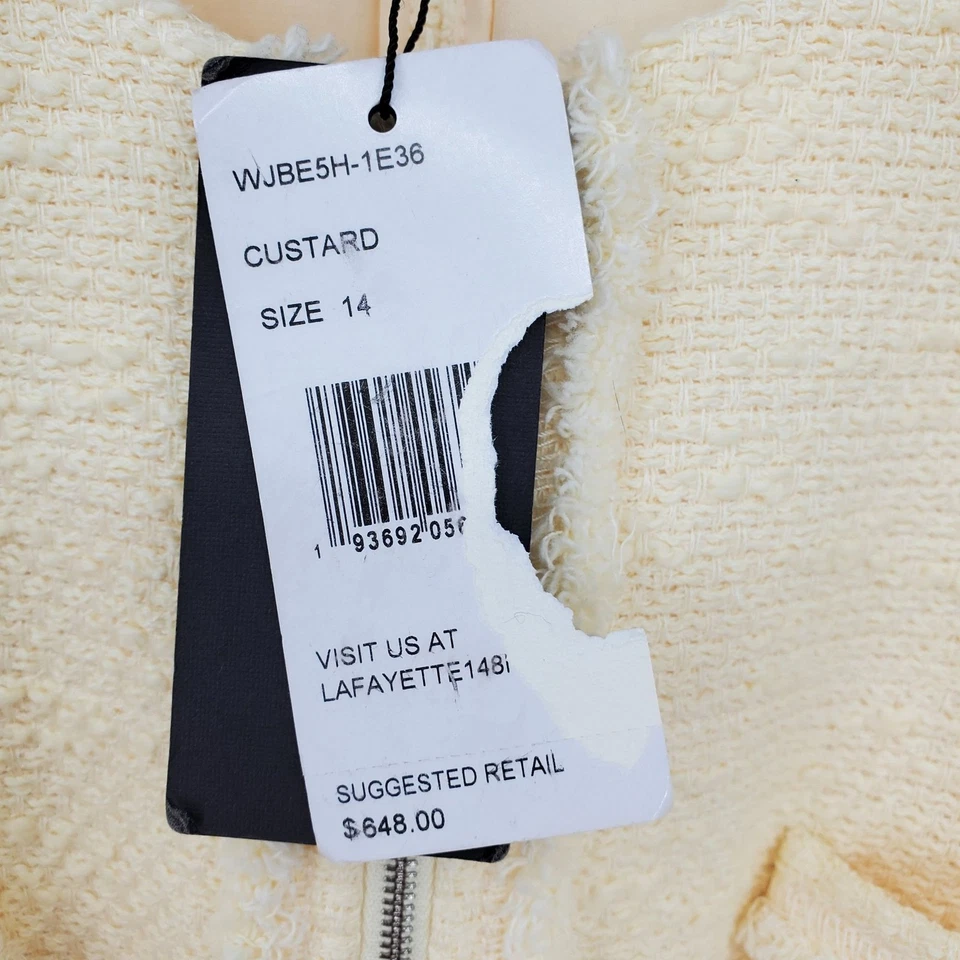 WJBE5H-1E36
CUSTARD
SIZE 14
1 93692 056
VISIT US AT
LAFAYETTE148
SUGGESTED RETAIL
$648.00